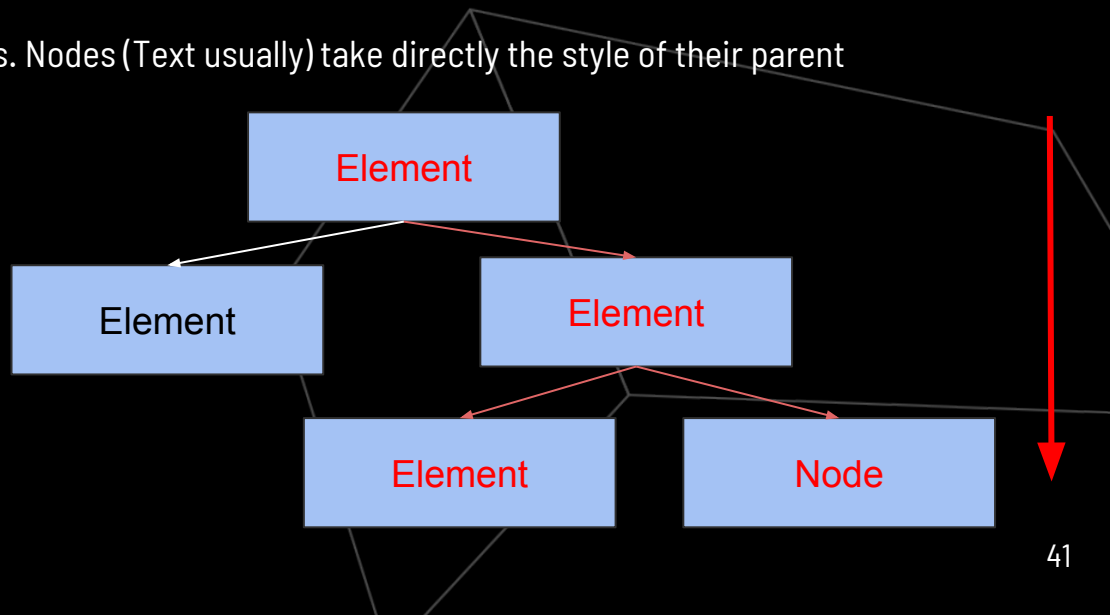 s. Nodes (Text usually) take directly the style of their parent
Element
Element
Element
Element
Node
41